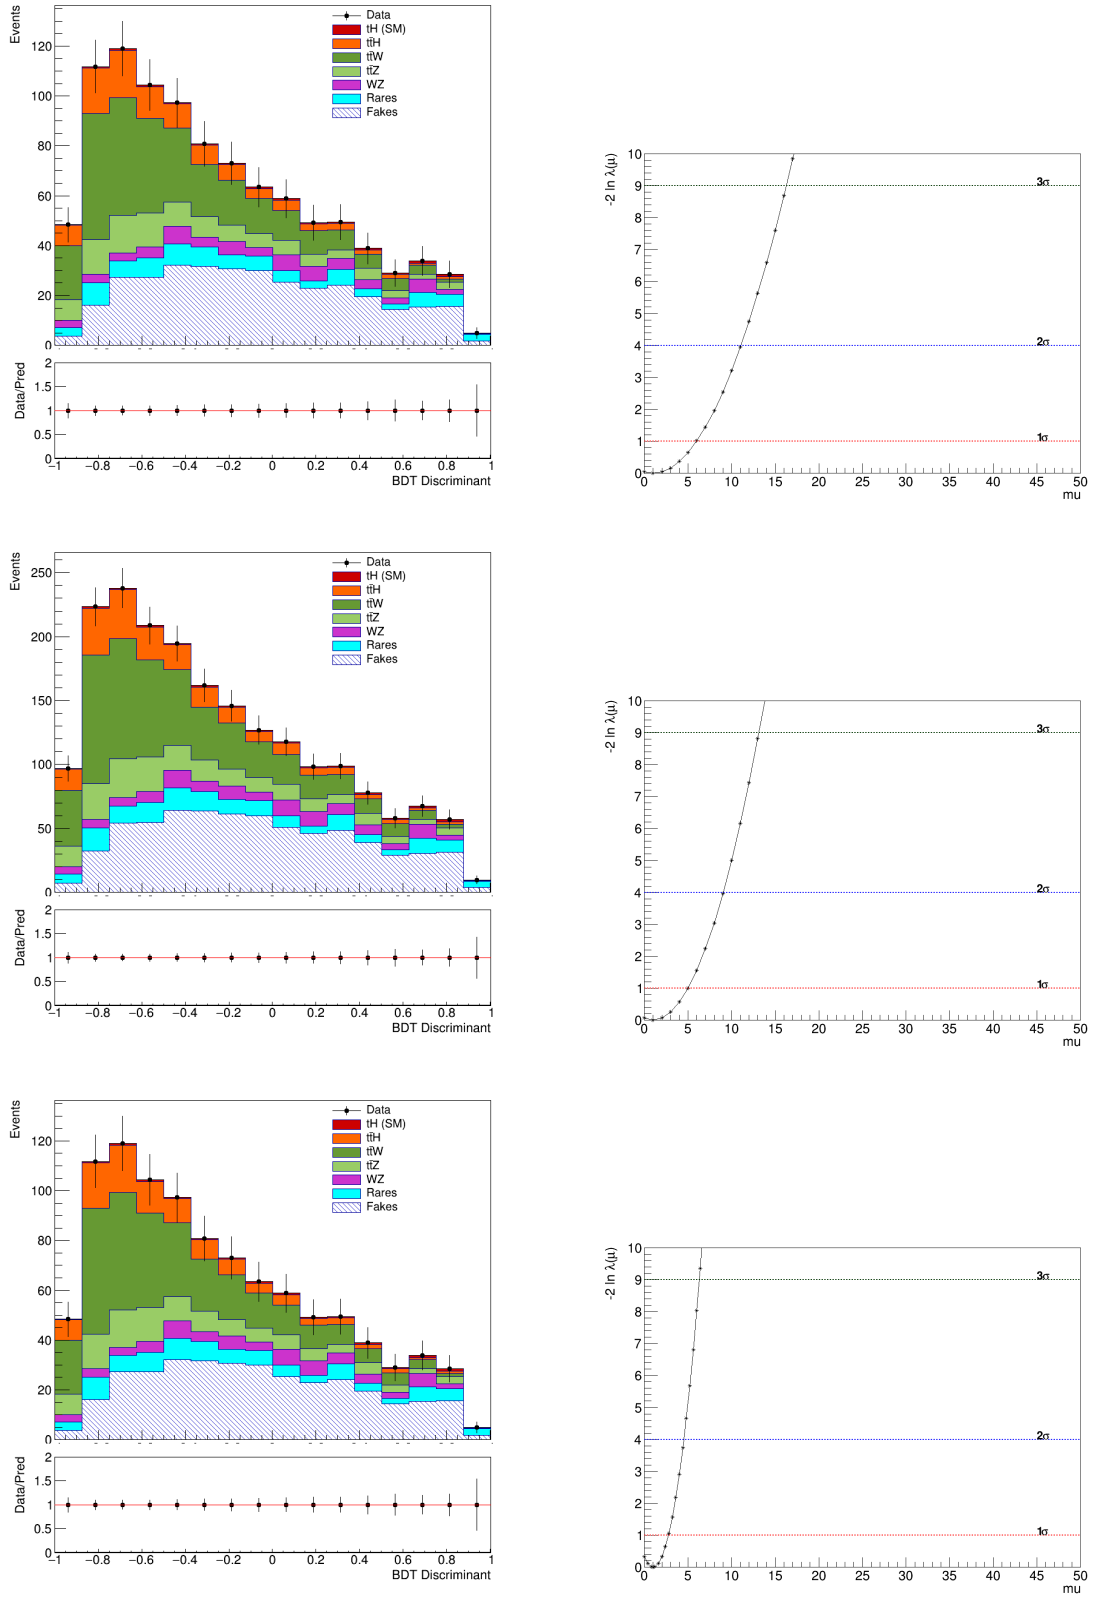 Events
120
100
80
60
40
20
0
Data
tH (SM)
tt̄H
tt̄W
tt̄Z
WZ
Rares
Fakes
Data/Pred
2
1.5
1
0.5
0
−1 −0.8 −0.6 −0.4 −0.2 0 0.2 0.4 0.6 0.8 1
BDT Discriminant
-2 ln λ(μ)
10
9
8
7
6
5
4
3
2
1
0
3σ
2σ
1σ
0 5 10 15 20 25 30 35 40 45 50
mu
Events
250
200
150
100
50
0
Data
tH (SM)
tt̄H
tt̄W
tt̄Z
WZ
Rares
Fakes
Data/Pred
2
1.5
1
0.5
0
−1 −0.8 −0.6 −0.4 −0.2 0 0.2 0.4 0.6 0.8 1
BDT Discriminant
-2 ln λ(μ)
10
9
8
7
6
5
4
3
2
1
0
3σ
2σ
1σ
0 5 10 15 20 25 30 35 40 45 50
mu
Events
120
100
80
60
40
20
0
Data
tH (SM)
tt̄H
tt̄W
tt̄Z
WZ
Rares
Fakes
Data/Pred
2
1.5
1
0.5
0
−1 −0.8 −0.6 −0.4 −0.2 0 0.2 0.4 0.6 0.8 1
BDT Discriminant
-2 ln λ(μ)
10
9
8
7
6
5
4
3
2
1
0
3σ
2σ
1σ
0 5 10 15 20 25 30 35 40 45 50
mu